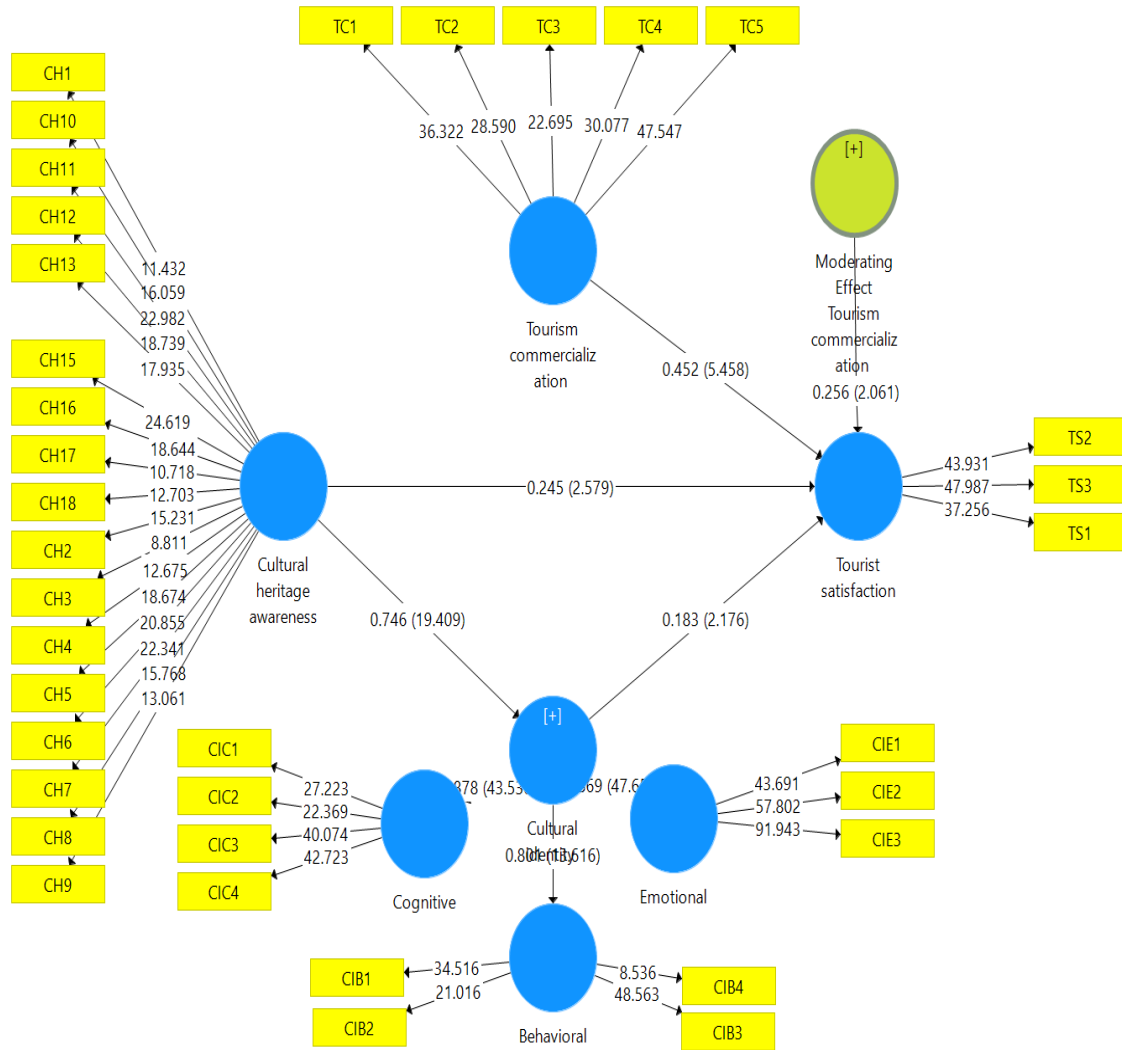 TC1
TC2
TC3
TC4
TC5
36.322
28.590
22.695
30.077
47.547
CH1
CH10
CH11
CH12
CH13
CH15
CH16
CH17
CH18
CH2
CH3
CH4
CH5
CH6
CH7
CH8
CH9
11.432
16.059
22.982
18.739
17.935
24.619
18.644
10.718
12.703
15.231
8.811
12.675
18.674
20.855
22.341
15.768
13.061
Tourism
commercializ
ation
[+]
Moderating
Effect
Tourism
commercializ
ation
0.452 (5.458)
0.256 (2.061)
Cultural
heritage
awareness
0.245 (2.579)
Tourist
satisfaction
43.931
47.987
37.256
TS2
TS3
TS1
0.746 (19.409)
0.183 (2.176)
[+]
Cultural
identity
CIC1
CIC2
CIC3
CIC4
27.223
22.369
40.074
42.723
Cognitive
Emotional
43.691
57.802
91.943
CIE1
CIE2
CIE3
34.516
21.016
8.536
48.563
CIB1
CIB2
CIB4
CIB3
Behavioral